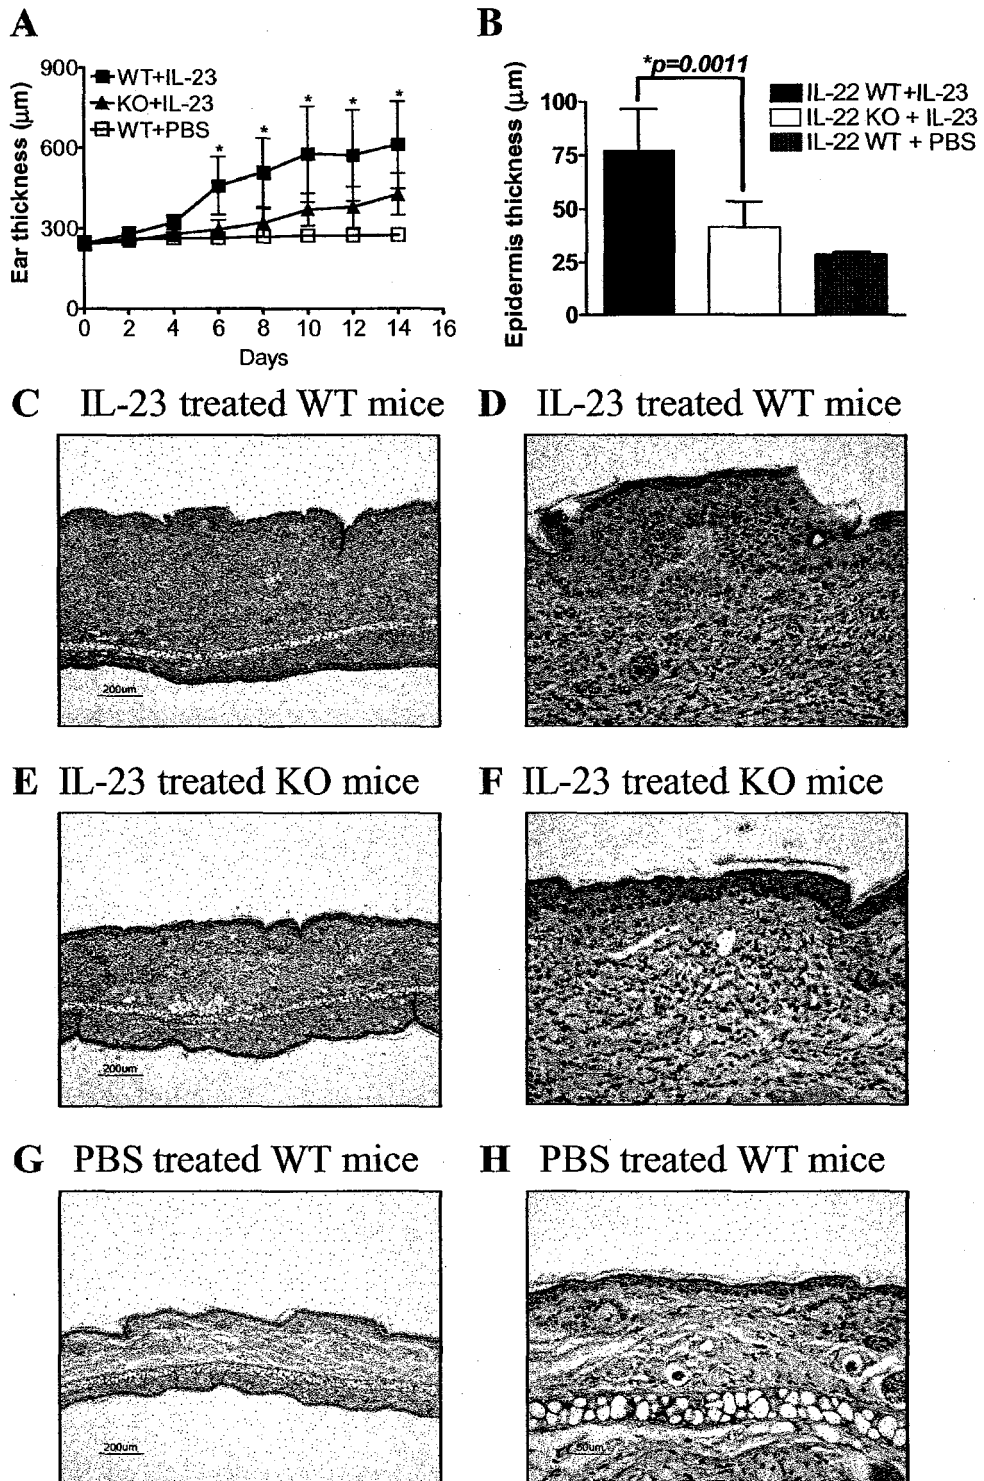 A
900
600
300
0
Ear thickness (µm)
WT+IL-23
KO+IL-23
WT+PBS
* * * * *
0 2 4 6 8 10 12 14 16
Days
B
*p=0.0011
100
75
50
25
0
Epidermis thickness (µm)
IL-22 WT+IL-23
IL-22 KO + IL-23
IL-22 WT + PBS
C IL-23 treated WT mice
200um
D IL-23 treated WT mice
E IL-23 treated KO mice
200um
F IL-23 treated KO mice
G PBS treated WT mice
200um
H PBS treated WT mice
50um